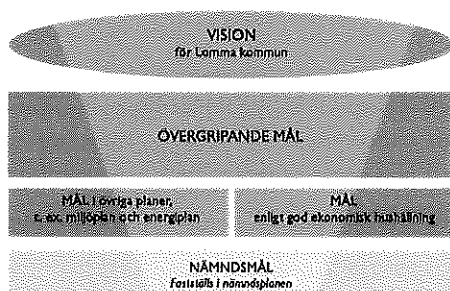 VISION
för Lomma kommun
ÖVERGRIPANDE MÅL
MÅL i övriga planer,
t. ex. miljöplan och energiplan
MÅL
enligt god ekonomisk hushållning
NÄMNDSMÅL
Fastställs i nämndsplanen